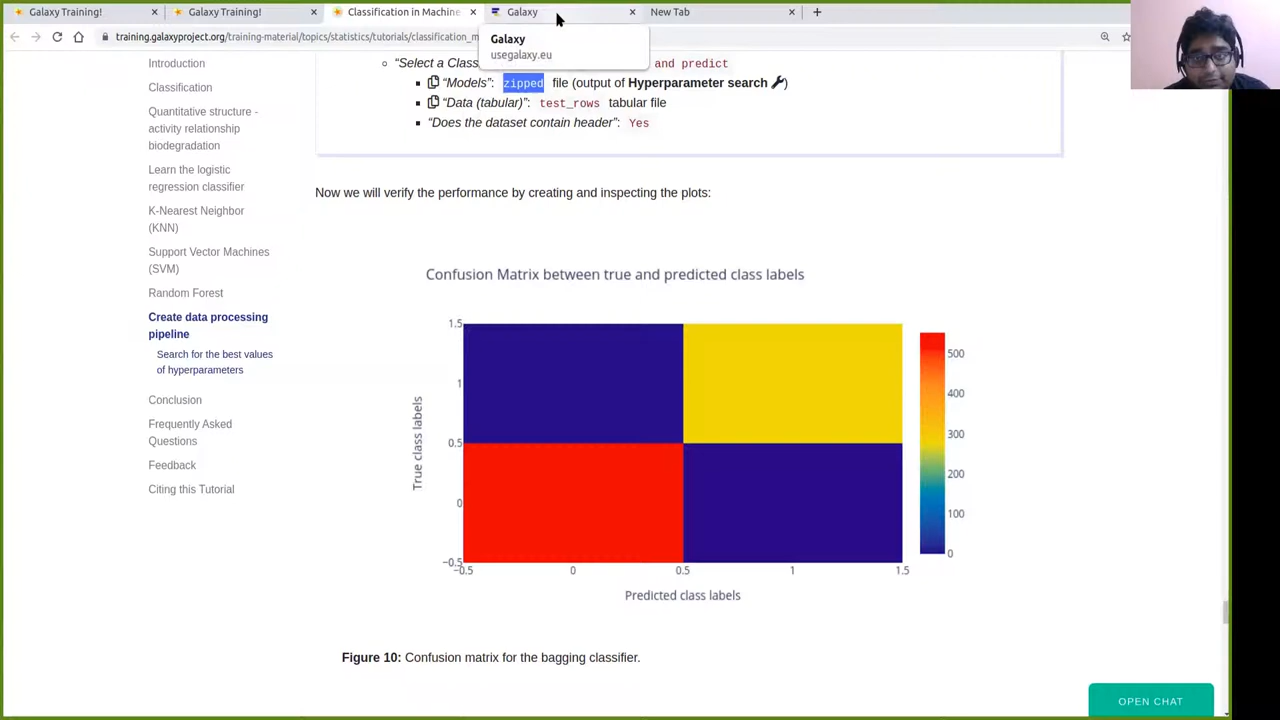 Galaxy Training!
Galaxy Training!
Classification in Machine
Galaxy
New Tab
training.galaxyproject.org/training-material/topics/statistics/tutorials/classification_m
Galaxy
usegalaxy.eu
Introduction
Classification
Quantitative structure -
activity relationship
biodegradation
Learn the logistic
regression classifier
K-Nearest Neighbor
(KNN)
Support Vector Machines
(SVM)
Random Forest
Create data processing
pipeline
Search for the best values
of hyperparameters
Conclusion
Frequently Asked
Questions
Feedback
Citing this Tutorial
“Select a Class and predict
“Models”: zipped file (output of Hyperparameter search )
“Data (tabular)”: test_rows tabular file
“Does the dataset contain header”: Yes
Now we will verify the performance by creating and inspecting the plots:
Confusion Matrix between true and predicted class labels
True class labels
1.5
1
0.5
0
−0.5
−0.5 0 0.5 1 1.5
Predicted class labels
500
400
300
200
100
0
Figure 10: Confusion matrix for the bagging classifier.
OPEN CHAT